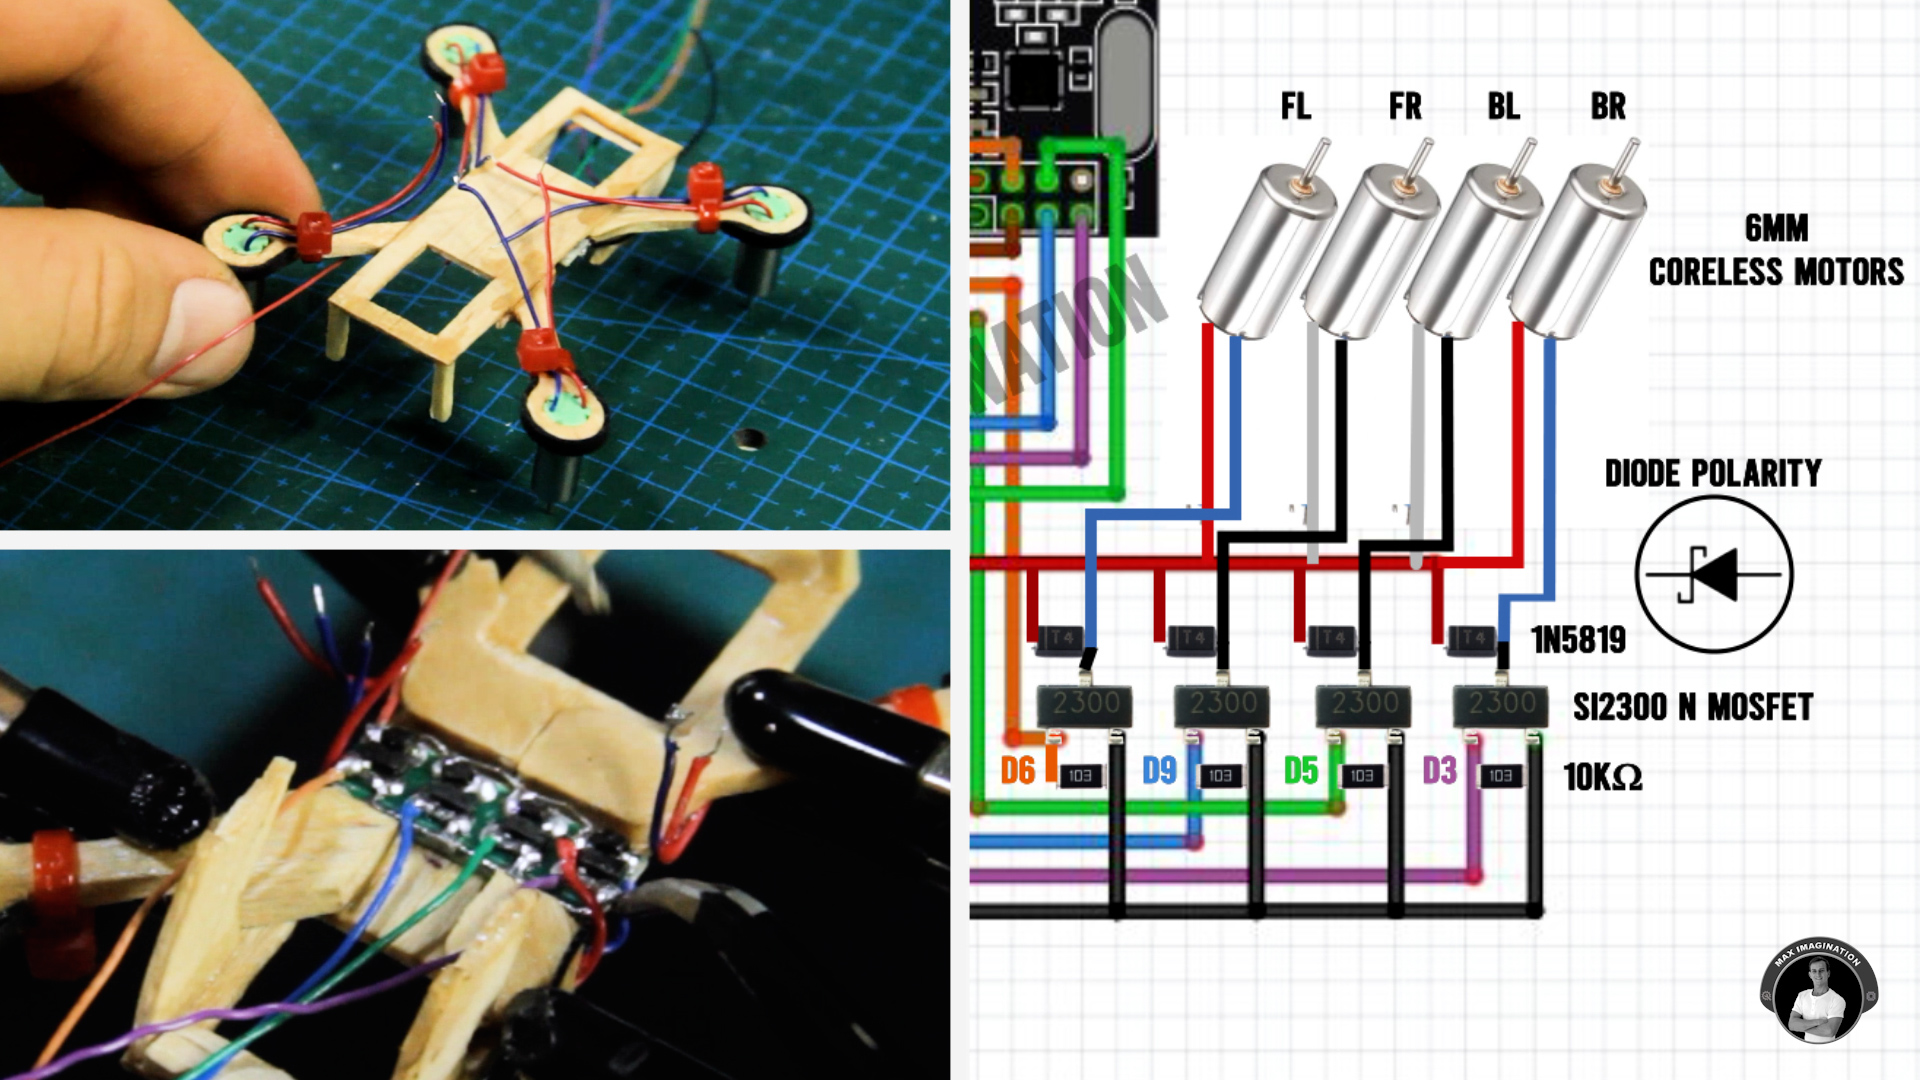 FL FR BL BR
6MM
CORELESS MOTORS
NATION
DIODE POLARITY
T4 T4 T4 T4
1N5819
2300 2300 2300 2300
SI2300 N MOSFET
D6 D9 D5 D3
103 103 103 103
10KΩ
MAX IMAGINATION